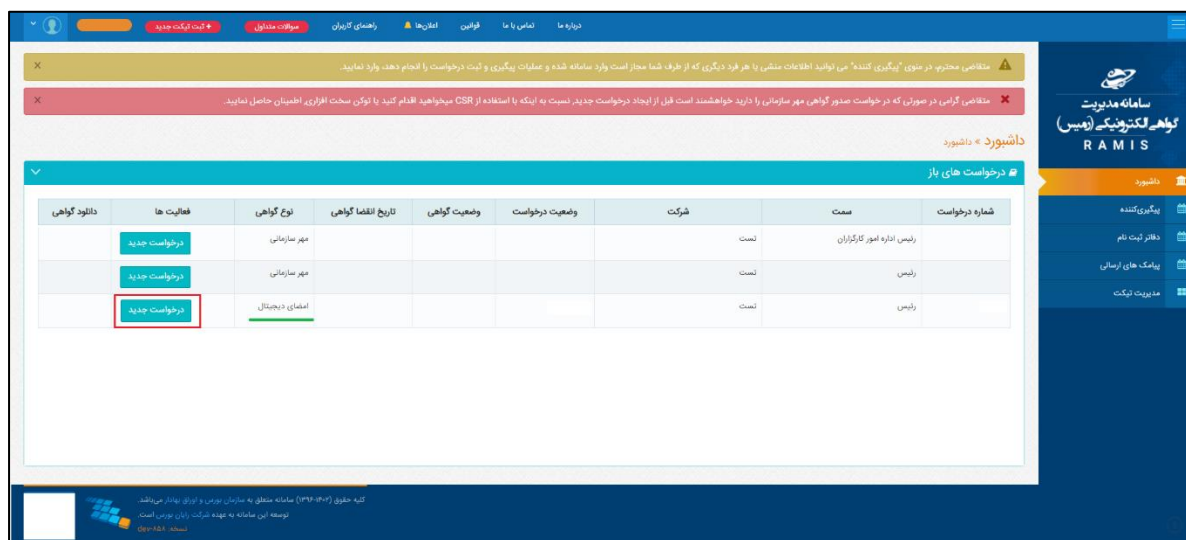 درباره ما
تماس با ما
قوانین
اعلان‌ها
راهنمای کاربران
سوالات متداول
+ ثبت تیکت جدید
متقاضی محترم، در منوی "پیگیری کننده" می توانید اطلاعات منشی یا هر فرد دیگری که از طرف شما مجاز است وارد سامانه شده و عملیات پیگیری و ثبت درخواست را انجام دهد، وارد نمایید.
متقاضی گرامی در صورتی که در خواست صدور گواهی مهر سازمانی را دارید خواهشمند است قبل از ایجاد درخواست جدید, نسبت به اینکه با استفاده از CSR میخواهید اقدام کنید یا توکن سخت افزاری, اطمینان حاصل نمایید.
سامانه مدیریت
گواهی الکترونیکی (رمیس)
RAMIS
داشبورد
پیگیری‌کننده
دفاتر ثبت نام
پیامک های ارسالی
مدیریت تیکت
داشبورد » داشبورد
درخواست های باز
شماره درخواست سمت شرکت وضعیت درخواست وضعیت گواهی تاریخ انقضا گواهی نوع گواهی فعالیت ها دانلود گواهی
رئیس اداره امور کارگزاران تست مهر سازمانی درخواست جدید
رئیس تست مهر سازمانی درخواست جدید
رئیس تست امضای دیجیتال درخواست جدید
کلیه حقوق (۱۳۹۶-۱۴۰۲) سامانه متعلق به سازمان بورس و اوراق بهادار می‌باشد.
توسعه این سامانه به عهده شرکت رایان بورس است.
نسخه: dev-۸۵۸